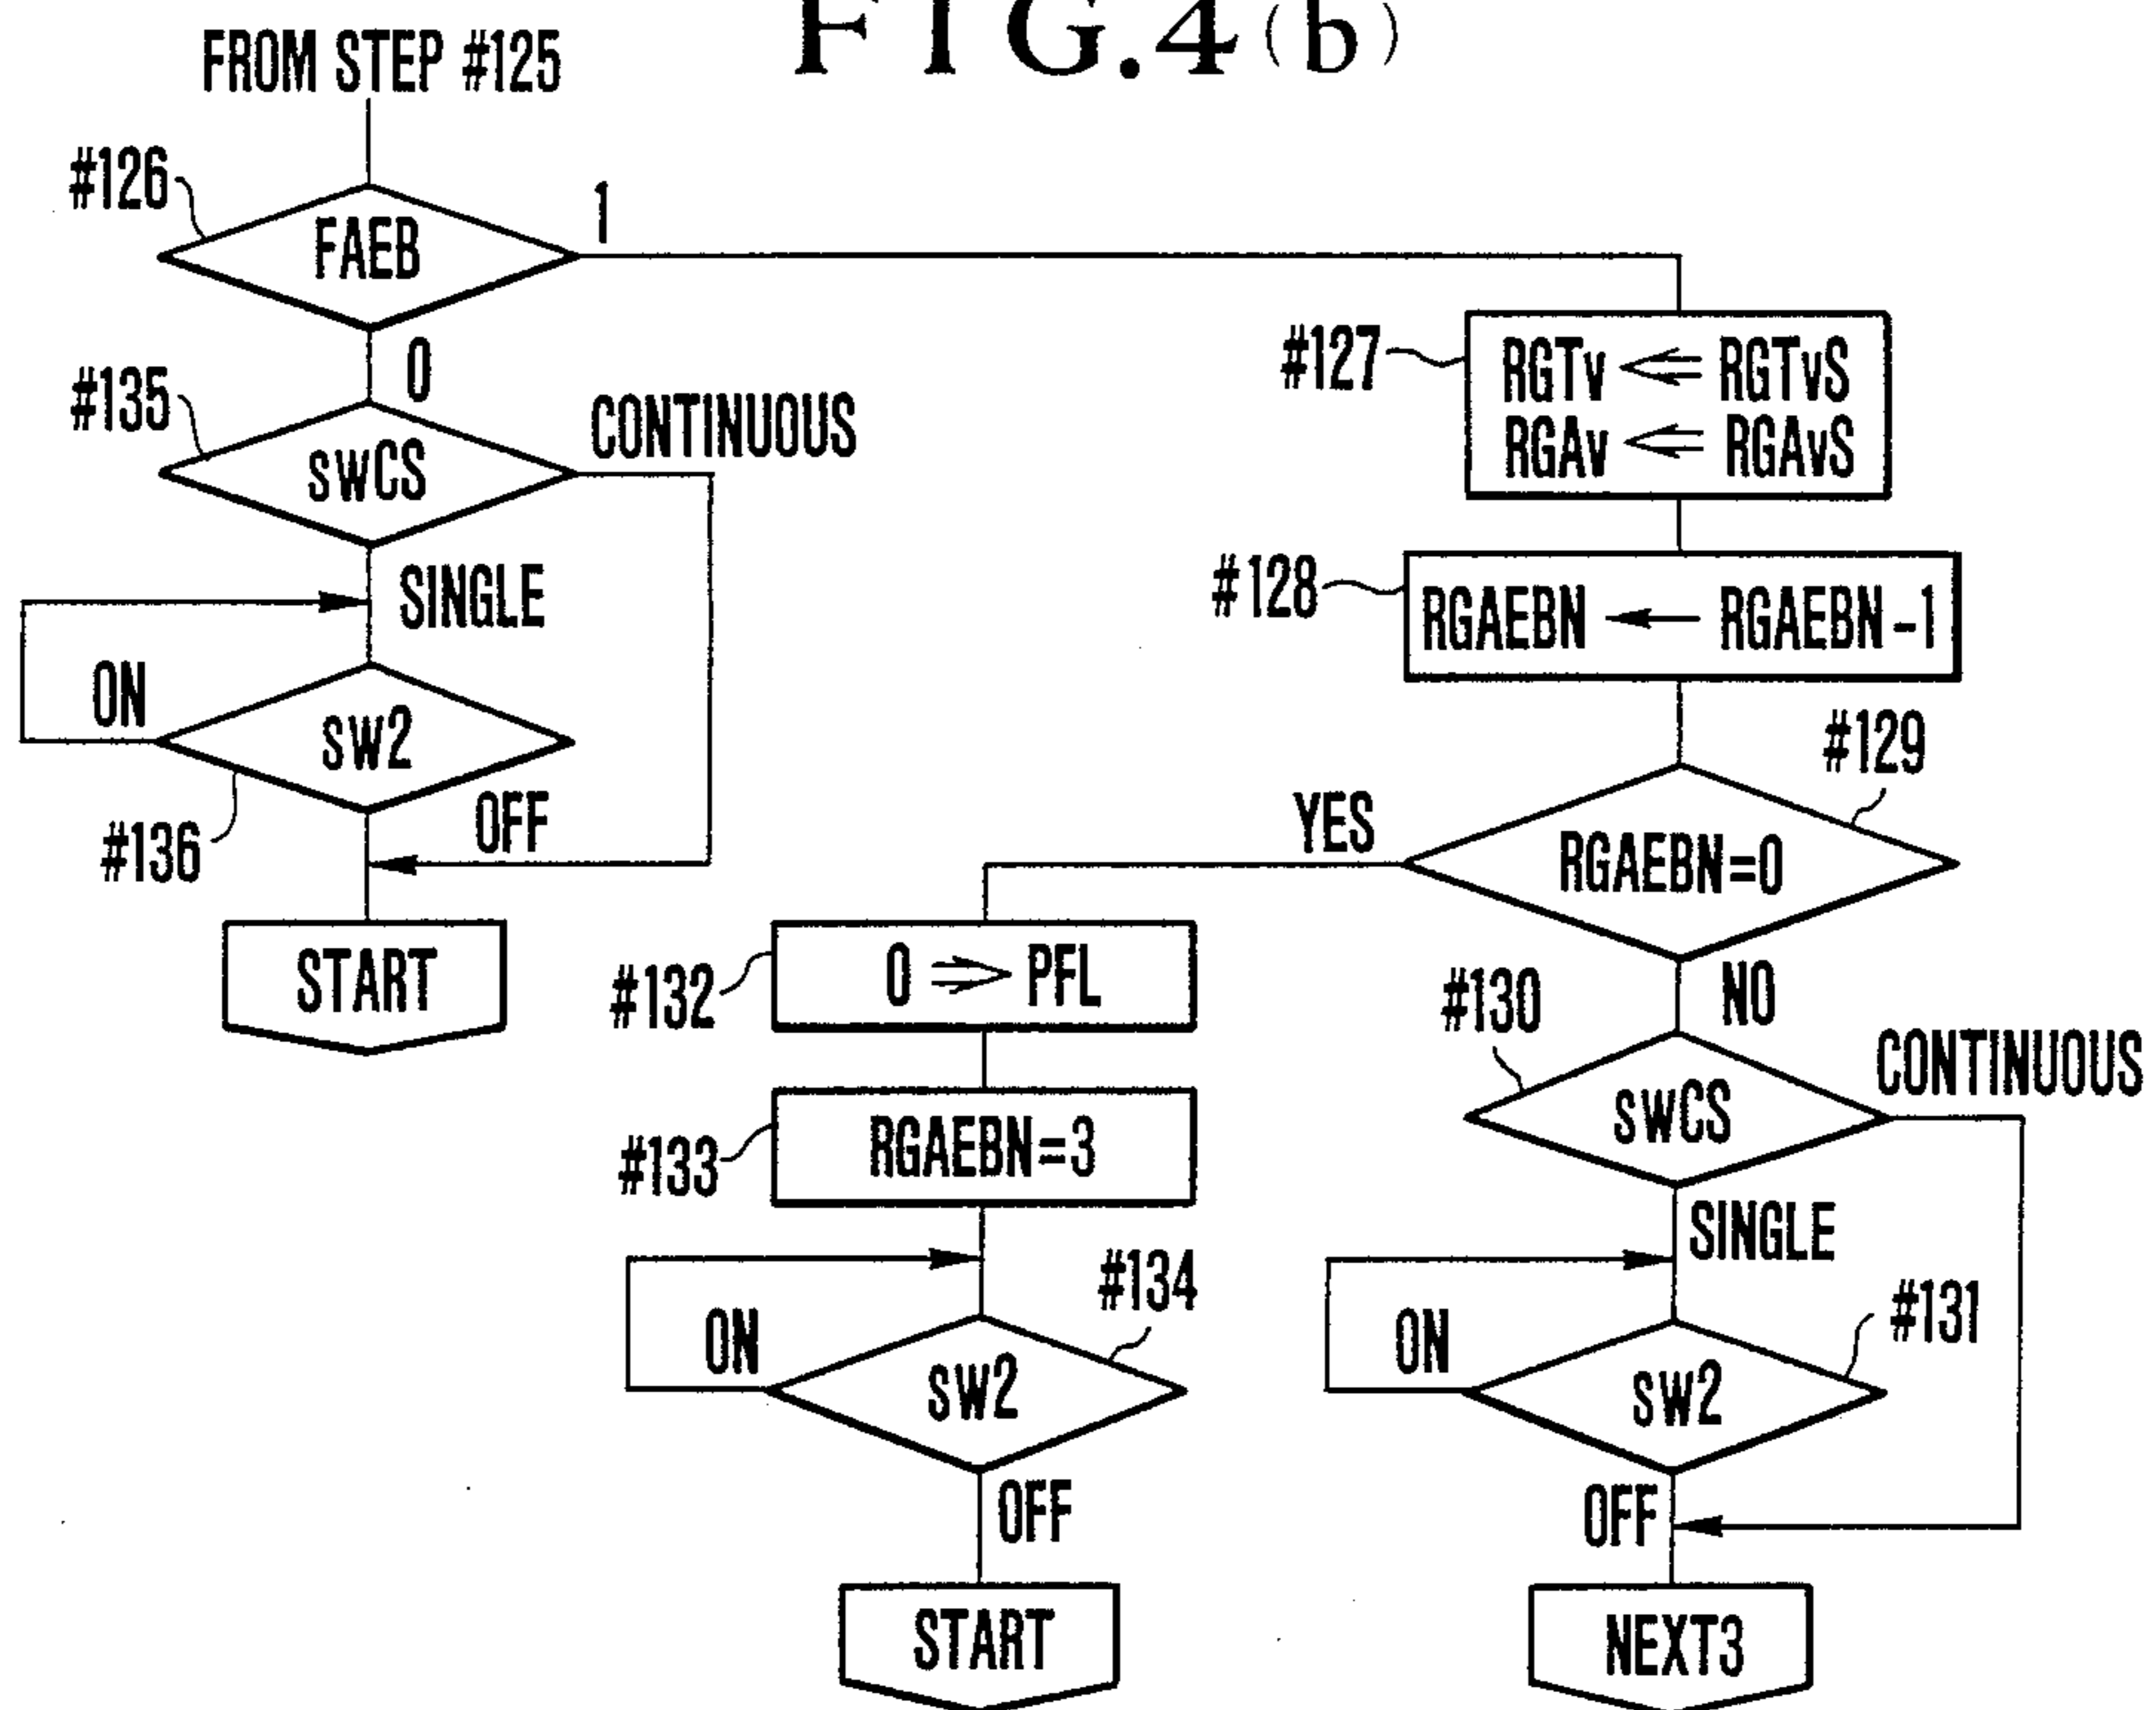 FIG.4(b)
FROM STEP #125
#126
FAEB
1
0
#135
swCS
CONTINUOUS
SINGLE
ON
sw2
OFF
#136
START
#127
RGTv ⇐ RGTvS
RGAv ⇐ RGAvS
#128
RGAEBN ← RGAEBN-1
#129
RGAEBN=0
YES
NO
#132
0 ⇒ PFL
#133
RGAEBN=3
#134
ON
sw2
OFF
START
#130
swCS
CONTINUOUS
SINGLE
#131
ON
sw2
OFF
NEXT3